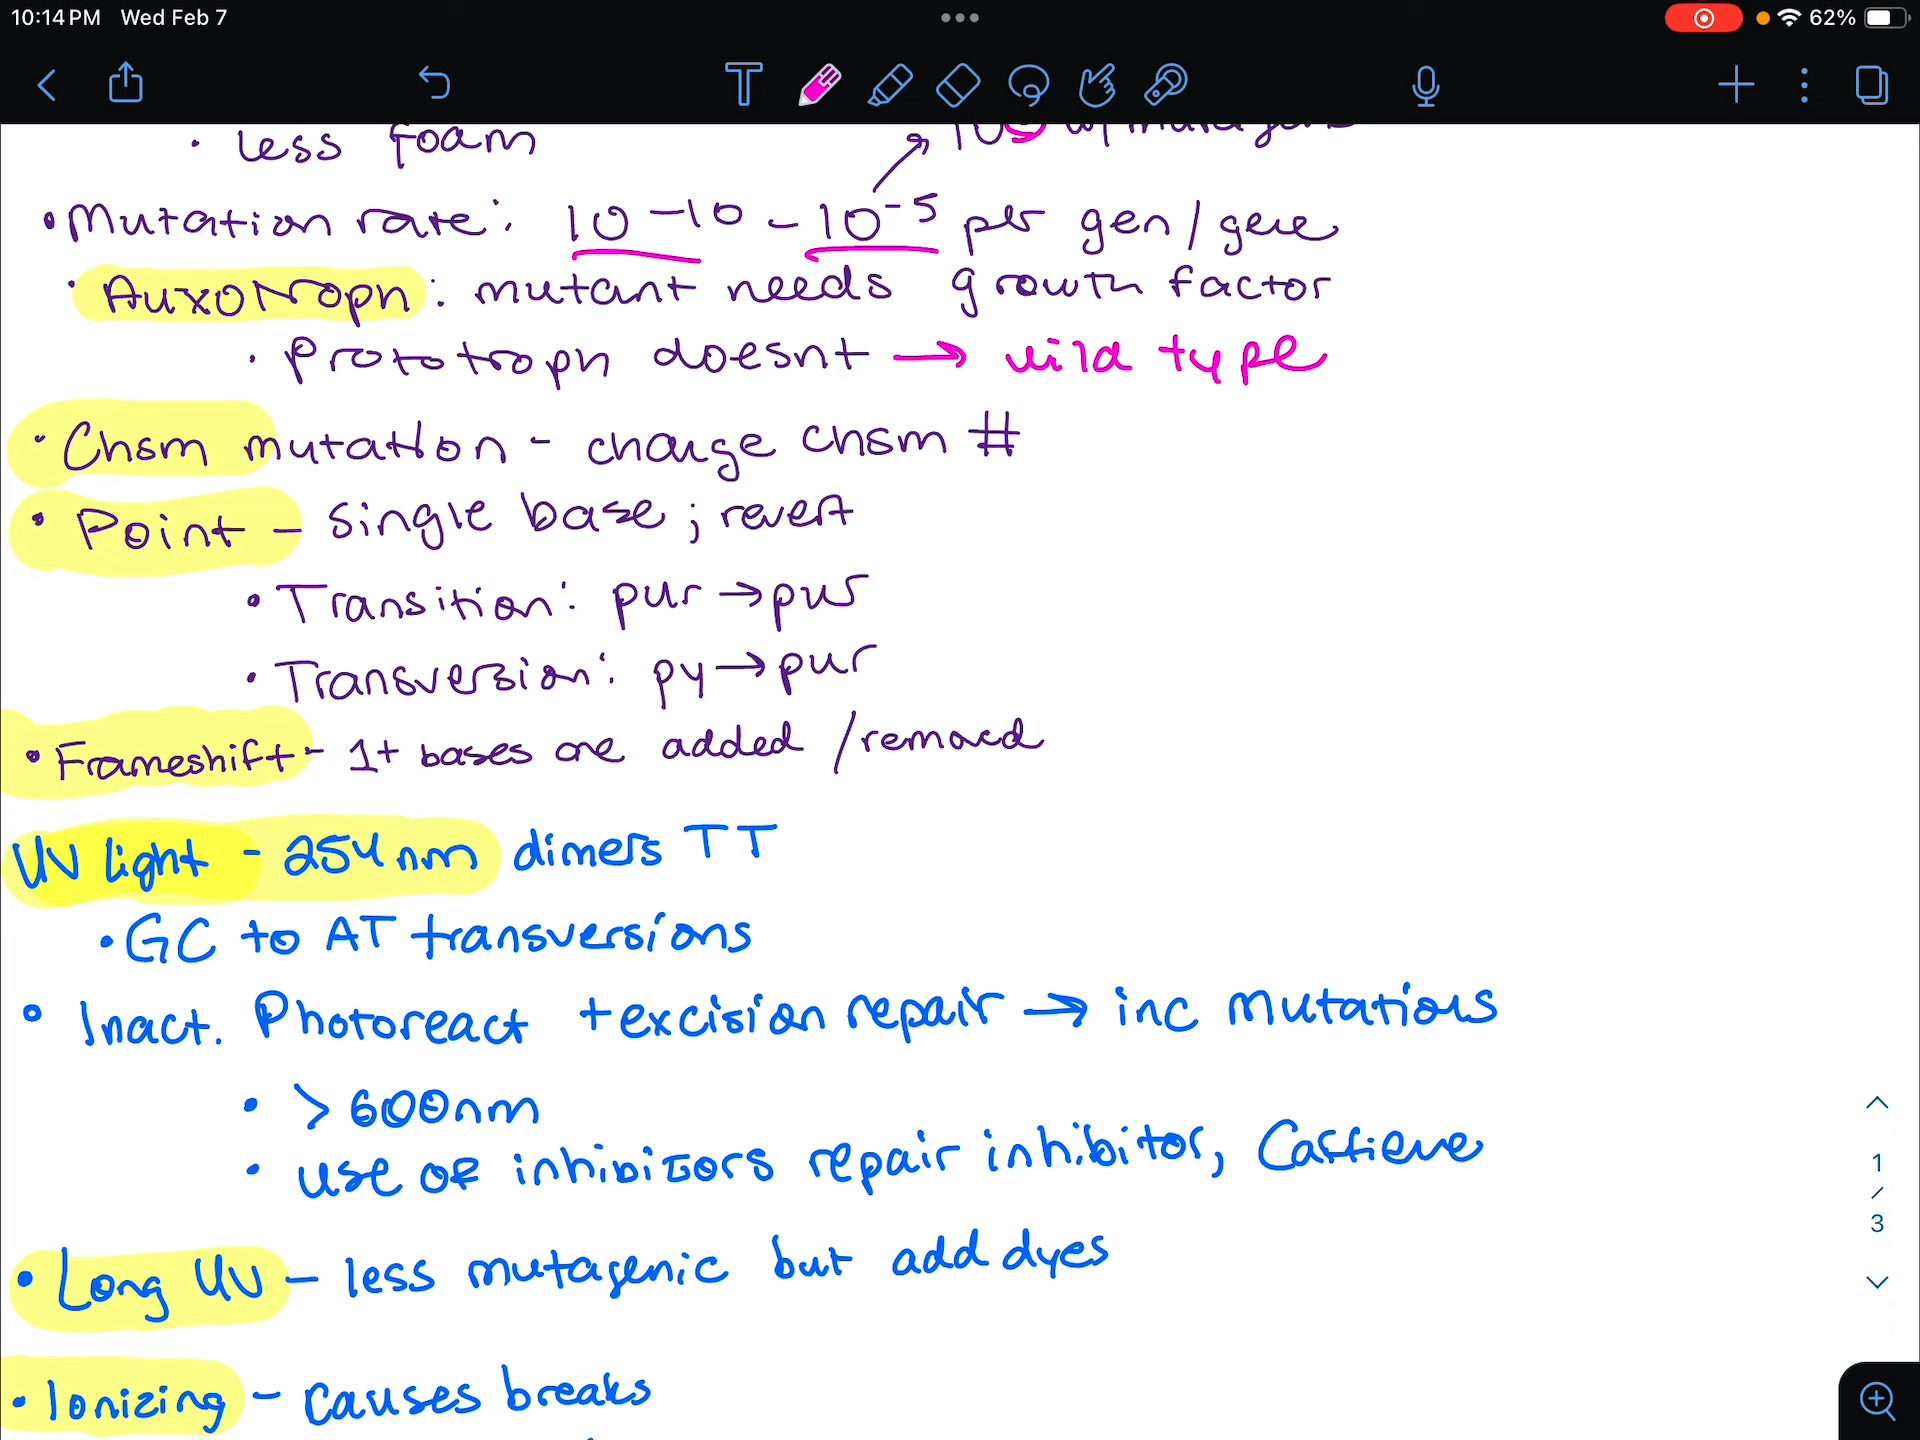 10:14 PM Wed Feb 7
62%
T
• less foam
• Mutation rate: 10⁻¹⁰ - 10⁻⁵ per gen/gene
• Auxotroph: mutant needs growth factor
• Prototroph doesnt → wild type
• Chsm mutation - change chsm #
• Point - single base; revert
• Transition: pur → pur
• Transversion: py → pur
• Frameshift - 1+ bases are added / removed
UV light - 254 nm dimers TT
• GC to AT transversions
• Inact. Photoreact + excision repair → inc mutations
• > 600nm
• use of inhibitors repair inhibitor,
• Long UV - less mutagenic but add dyes
• Ionizing - causes breaks
1
/
3